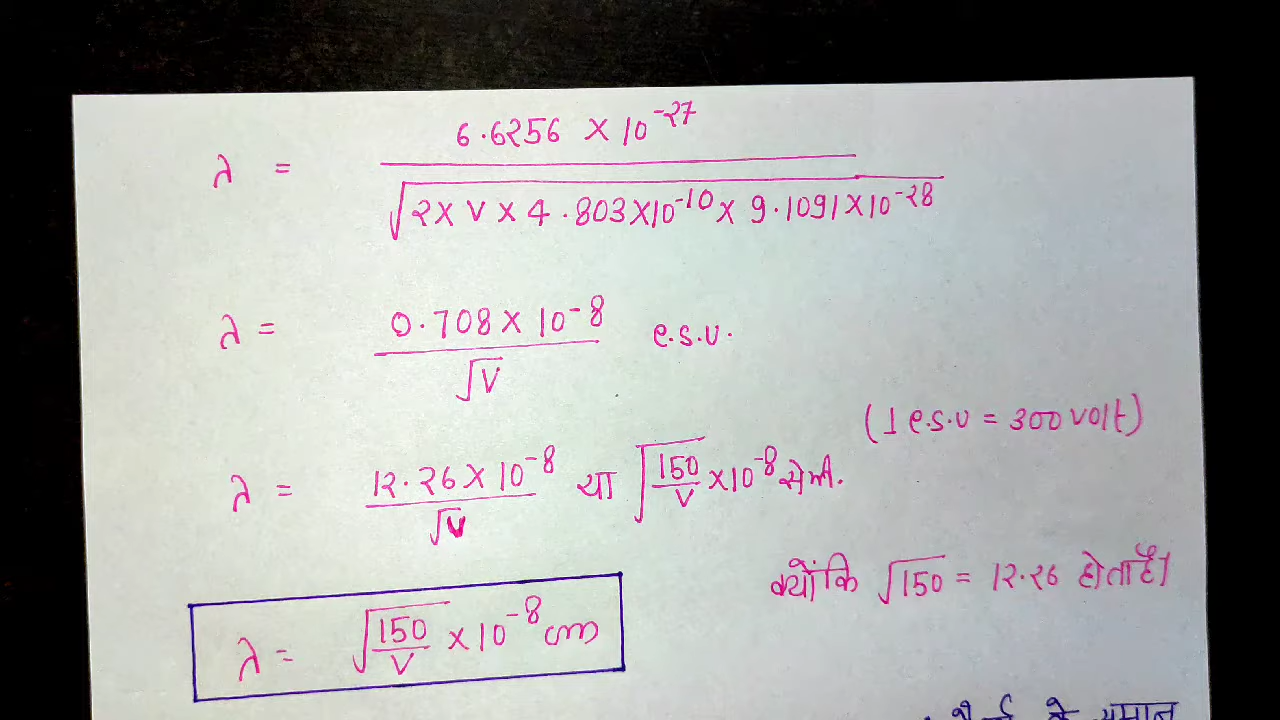 λ = 6.6256 × 10⁻²⁷ / √(2 × V × 4.803 × 10⁻¹⁰ × 9.1091 × 10⁻²⁸)
λ = 0.708 × 10⁻⁸ / √V e.s.u.
(1 e.s.u = 300 volt)
λ = 12.26 × 10⁻⁸ / √V या √(150/V) × 10⁻⁸ सेमी.
क्योंकि √150 = 12.26 होता है।
λ = √(150/V) × 10⁻⁸ cm
के समान